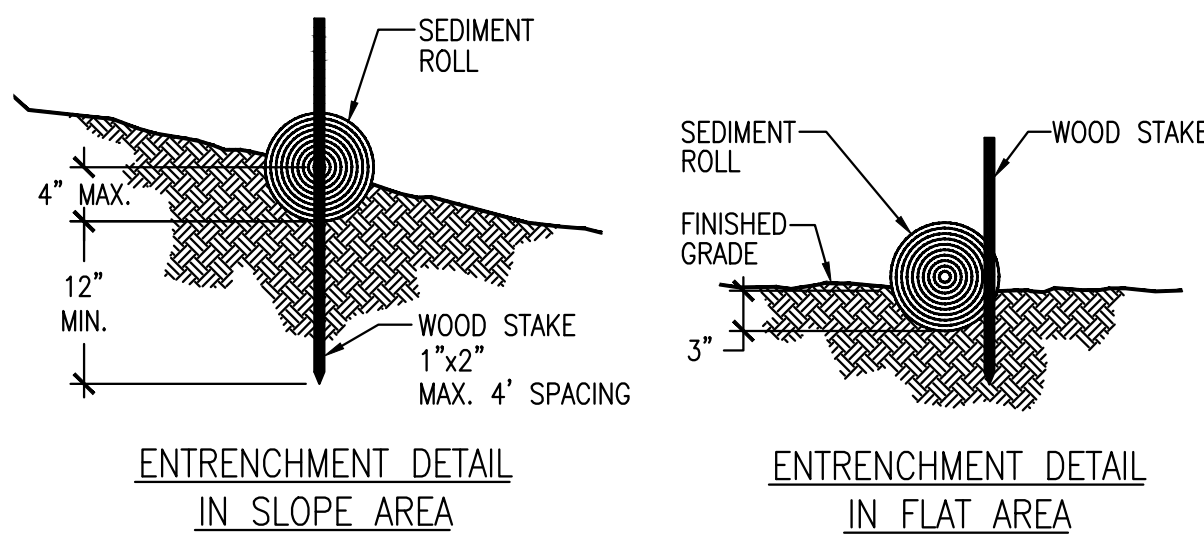 SEDIMENT
ROLL
4” MAX.
12”
MIN.
WOOD STAKE
1”x2”
MAX. 4’ SPACING
ENTRENCHMENT DETAIL
IN SLOPE AREA
SEDIMENT
ROLL
WOOD STAKE
FINISHED
GRADE
3”
ENTRENCHMENT DETAIL
IN FLAT AREA